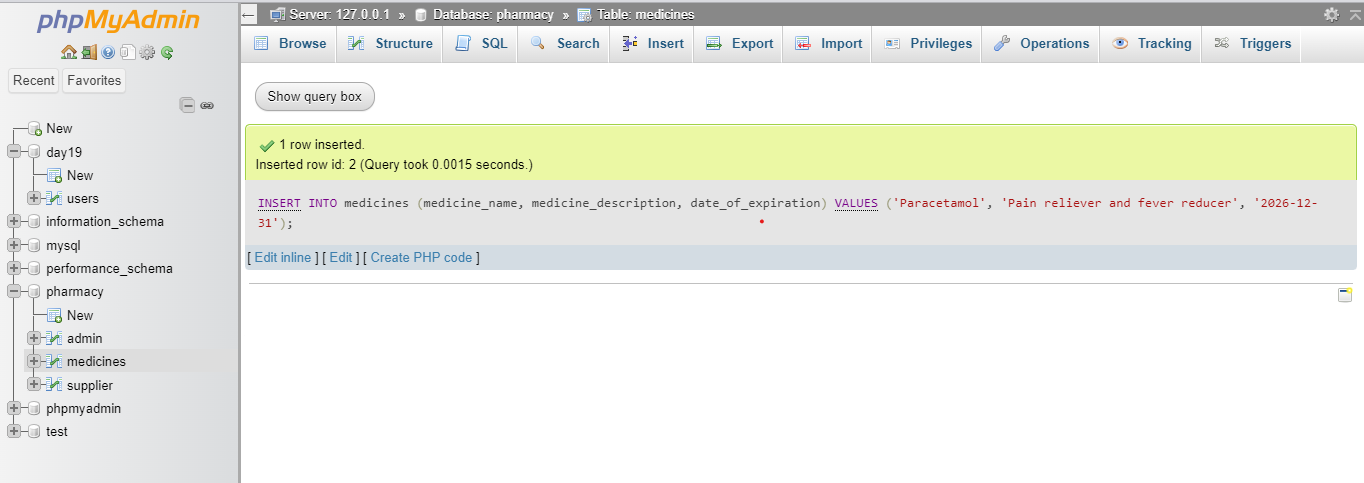 phpMyAdmin
Recent Favorites
New
day19
New
users
information_schema
mysql
performance_schema
pharmacy
New
admin
medicines
supplier
phpmyadmin
test
Server: 127.0.0.1 » Database: pharmacy » Table: medicines
Browse Structure SQL Search Insert Export Import Privileges Operations Tracking Triggers
Show query box
1 row inserted.
Inserted row id: 2 (Query took 0.0015 seconds.)
INSERT INTO medicines (medicine_name, medicine_description, date_of_expiration) VALUES ('Paracetamol', 'Pain reliever and fever reducer', '2026-12-
31');
[ Edit inline ] [ Edit ] [ Create PHP code ]